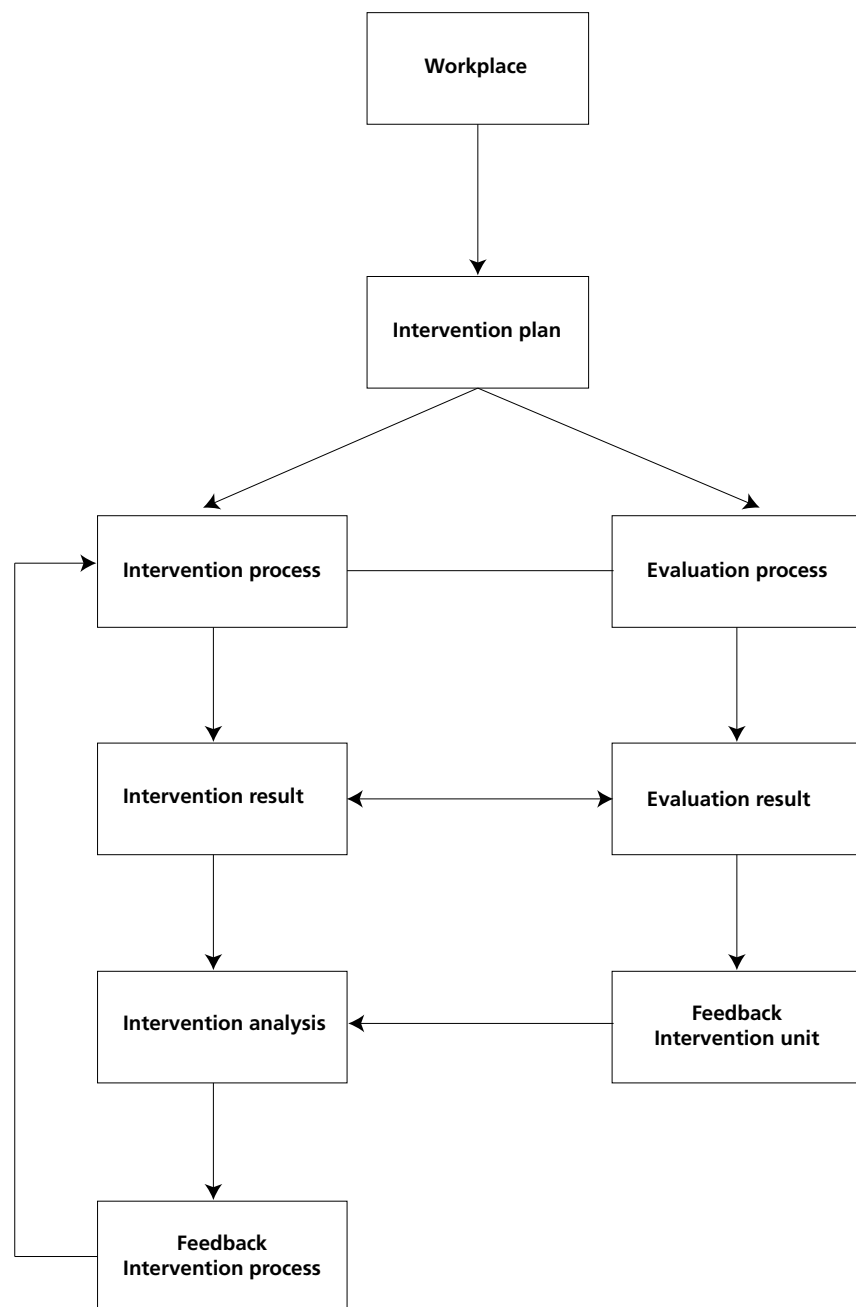 Workplace
Intervention plan
Intervention process
Evaluation process
Intervention result
Evaluation result
Intervention analysis
Feedback
Intervention unit
Feedback
Intervention process